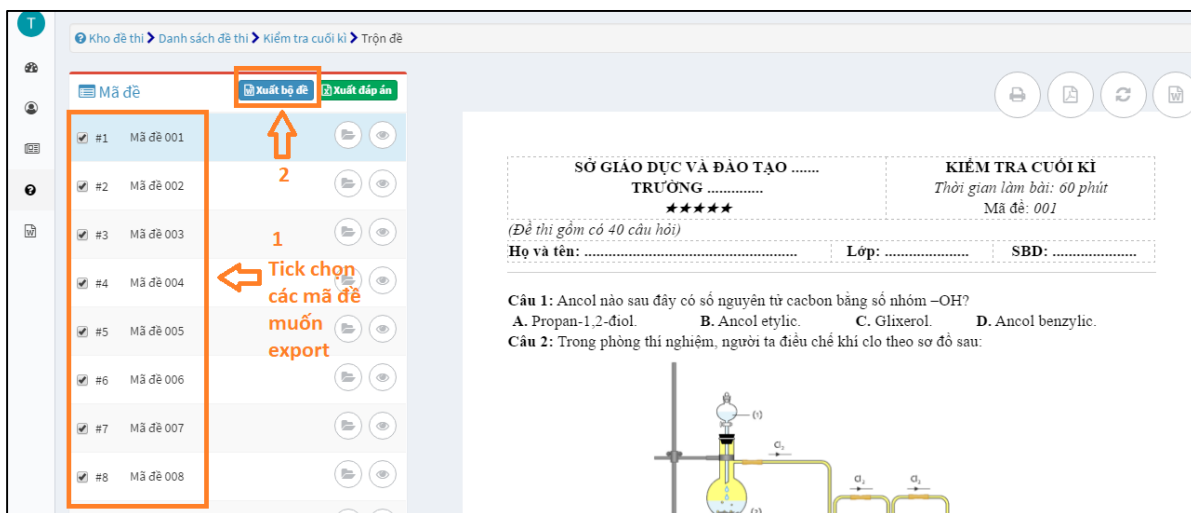 T
Kho đề thi > Danh sách đề thi > Kiểm tra cuối kì > Trộn đề
Mã đề
Xuất bộ đề
Xuất đáp án
#1 Mã đề 001
#2 Mã đề 002
#3 Mã đề 003
#4 Mã đề 004
#5 Mã đề 005
#6 Mã đề 006
#7 Mã đề 007
#8 Mã đề 008
2
1
Tick chọn
các mã đề
muốn
export
SỞ GIÁO DỤC VÀ ĐÀO TẠO .......
TRƯỜNG ..............
★★★★★
KIỂM TRA CUỐI KÌ
Thời gian làm bài: 60 phút
Mã đề: 001
(Đề thi gồm có 40 câu hỏi)
Họ và tên: ..................................................... Lớp: ..................... SBD: .....................
Câu 1: Ancol nào sau đây có số nguyên tử cacbon bằng số nhóm –OH?
A. Propan-1,2-điol. B. Ancol etylic. C. Glixerol. D. Ancol benzylic.
Câu 2: Trong phòng thí nghiệm, người ta điều chế khí clo theo sơ đồ sau:
(1)
Cl₂
Cl₂
Cl₂
(2)